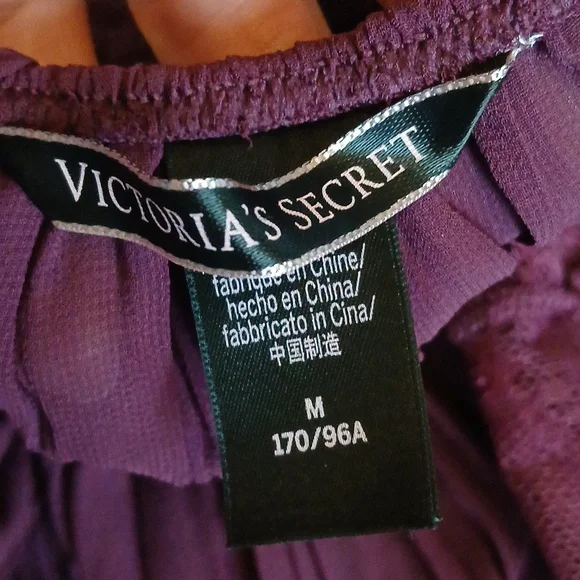 VICTORIA'S SECRET
fabriqué en Chine/
hecho en China/
fabbricato in Cina/
中国制造
M
170/96A